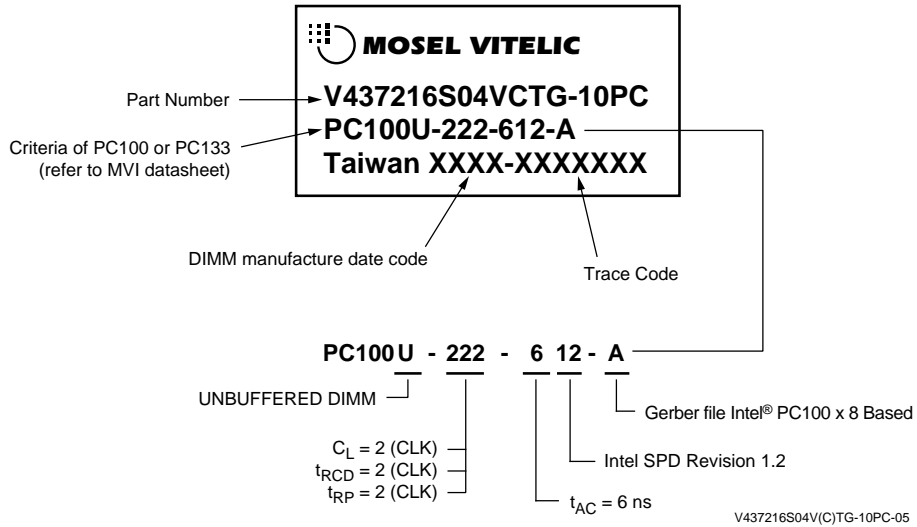 MOSEL VITELIC
Part Number
V437216S04VCTG-10PC
Criteria of PC100 or PC133
(refer to MVI datasheet)
PC100U-222-612-A
Taiwan XXXX-XXXXXXX
DIMM manufacture date code
Trace Code
PC100 U - 222 - 6 12 - A
UNBUFFERED DIMM
Gerber file Intel® PC100 x 8 Based
CL = 2 (CLK)
tRCD = 2 (CLK)
tRP = 2 (CLK)
Intel SPD Revision 1.2
tAC = 6 ns
V437216S04V(C)TG-10PC-05